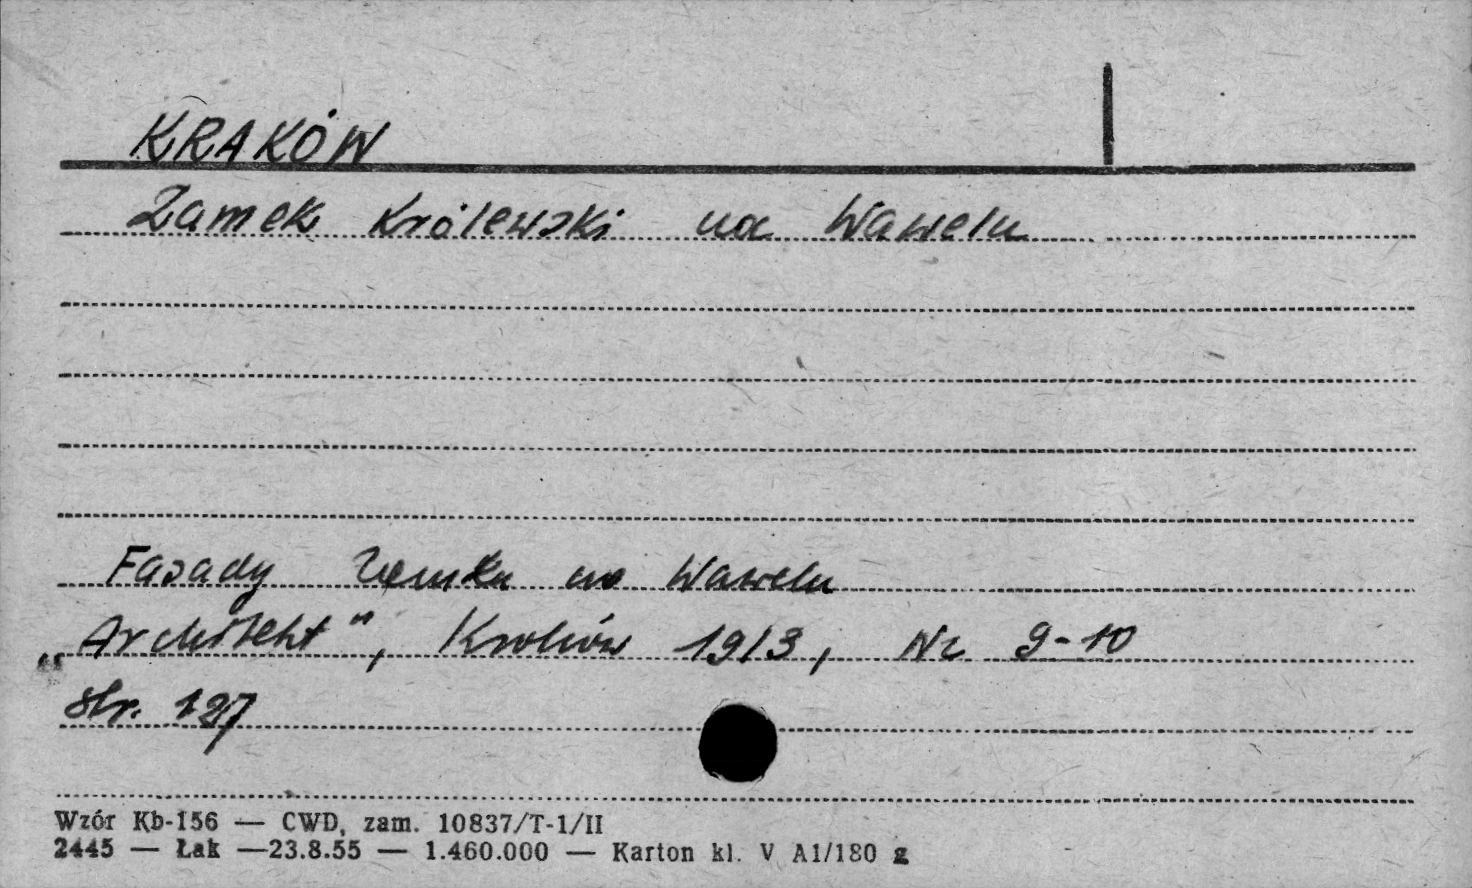 KRAKÓW
Zamek Królewski na Wawelu
Fasady Zamku na Wawelu
„Architekt", Kraków 1913, Nr 9-10
str. 127
Wzór Kb-156 — CWD, zam. 10837/T-1/II
2445 — Łak —23.8.55 — 1.460.000 — Karton kl. V A1/180 g